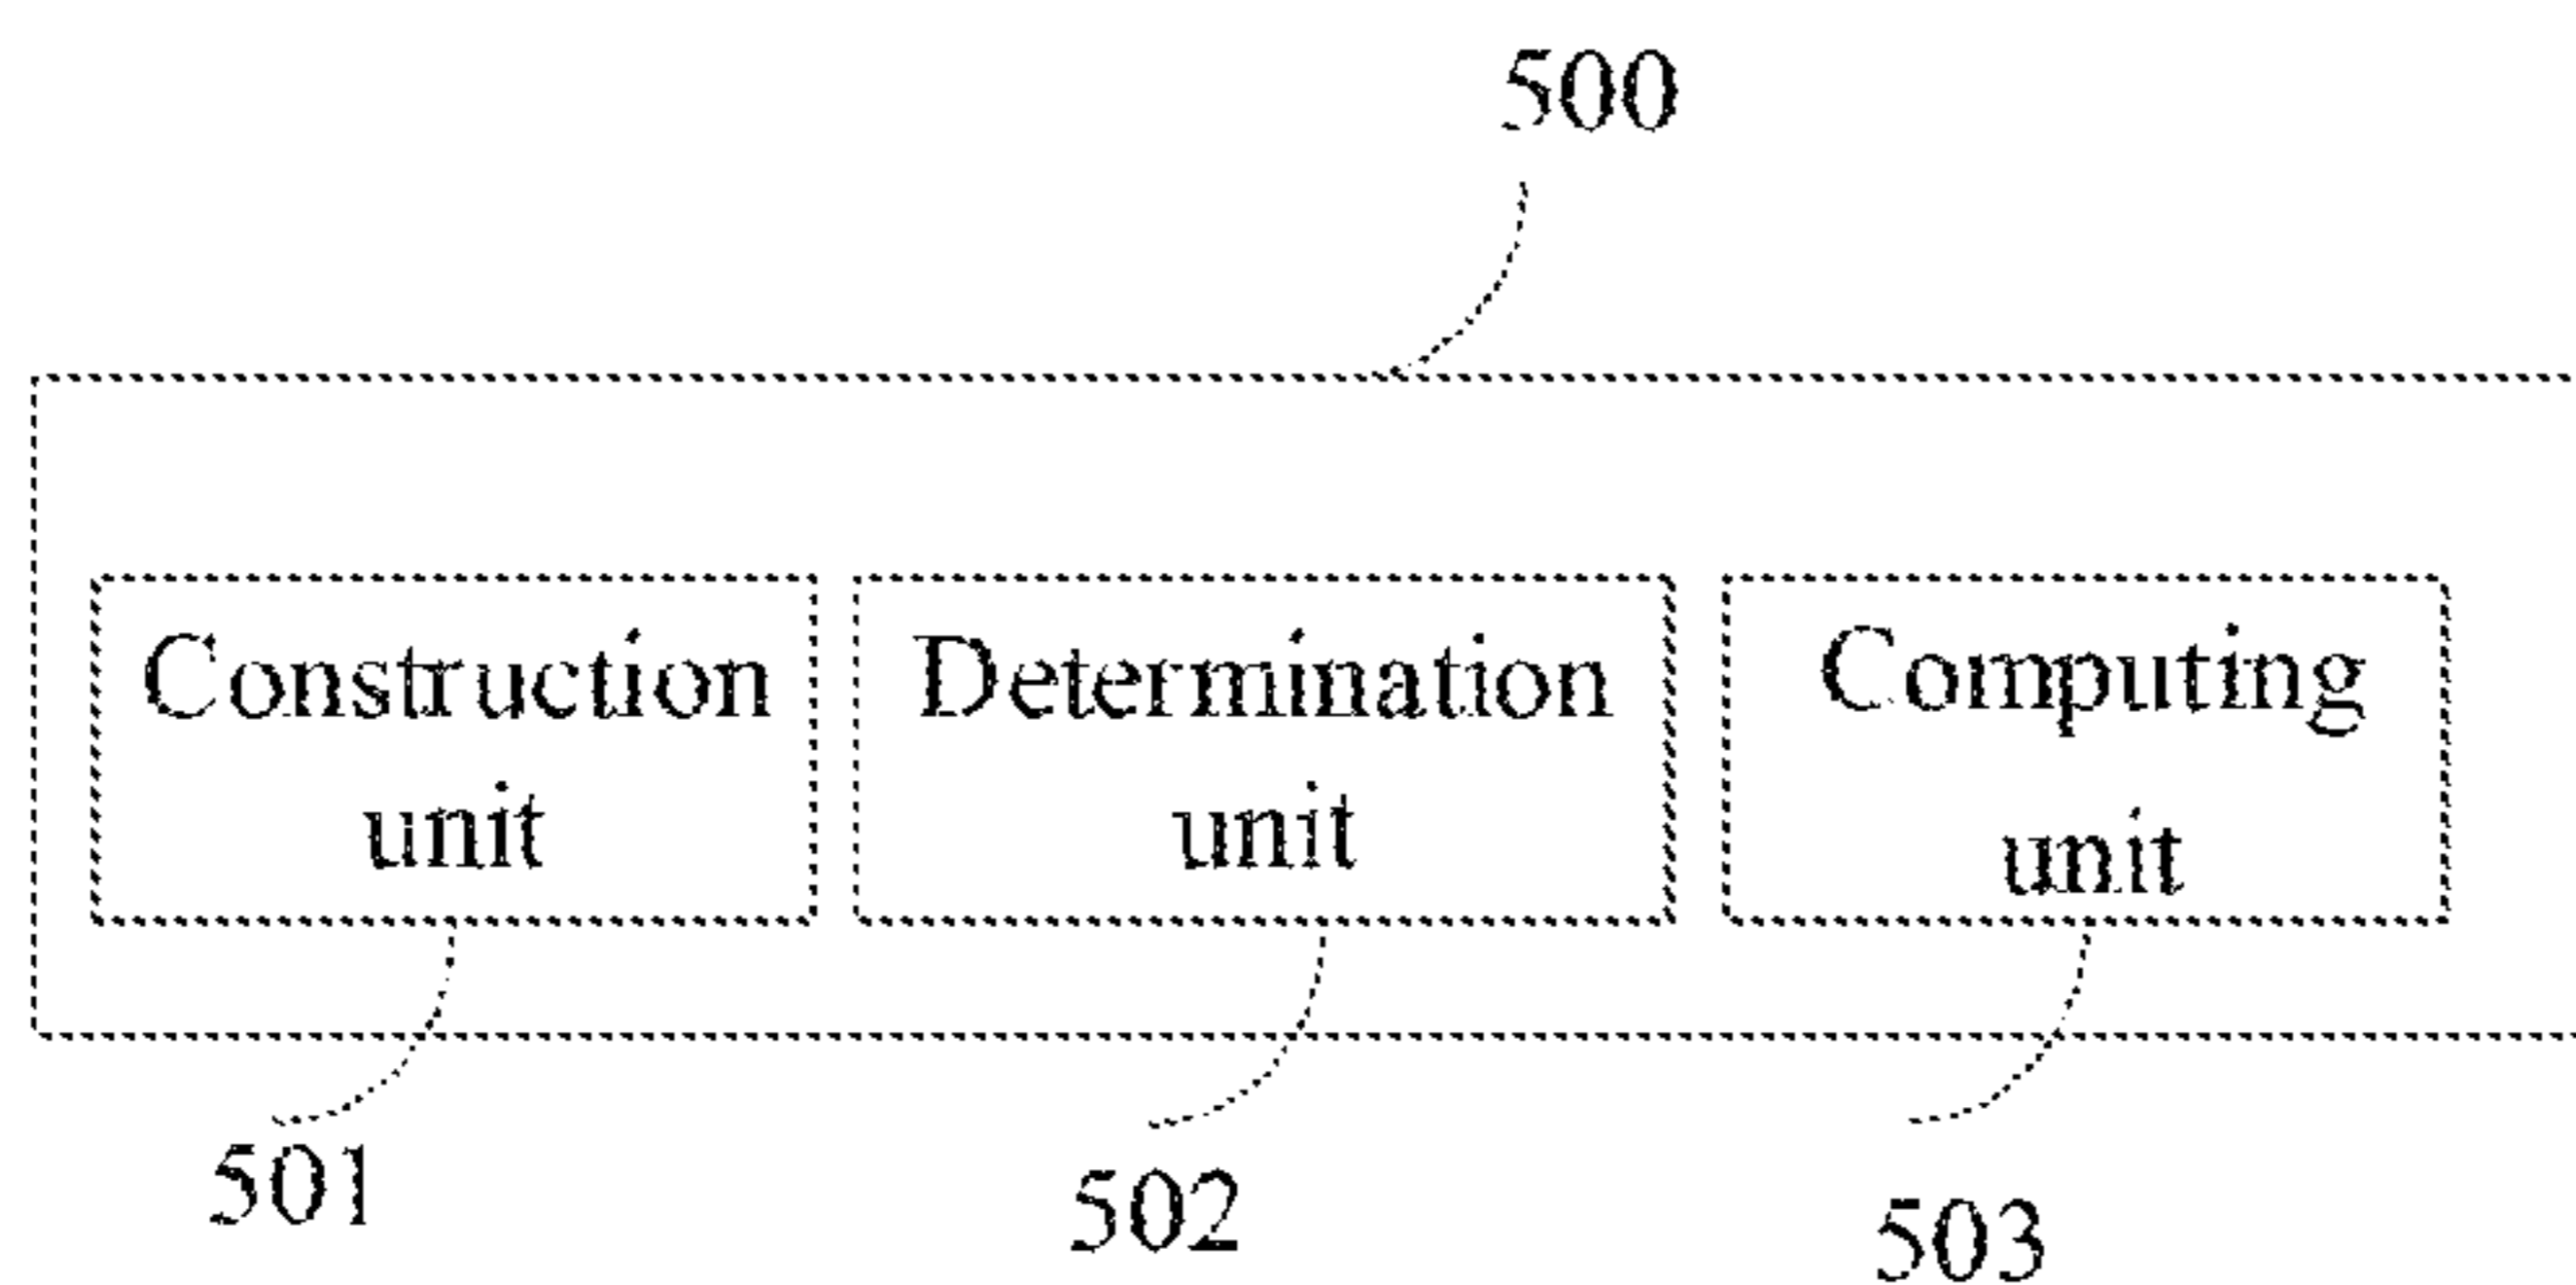 500
Construction
unit
Determination
unit
Computing
unit
501
502
503